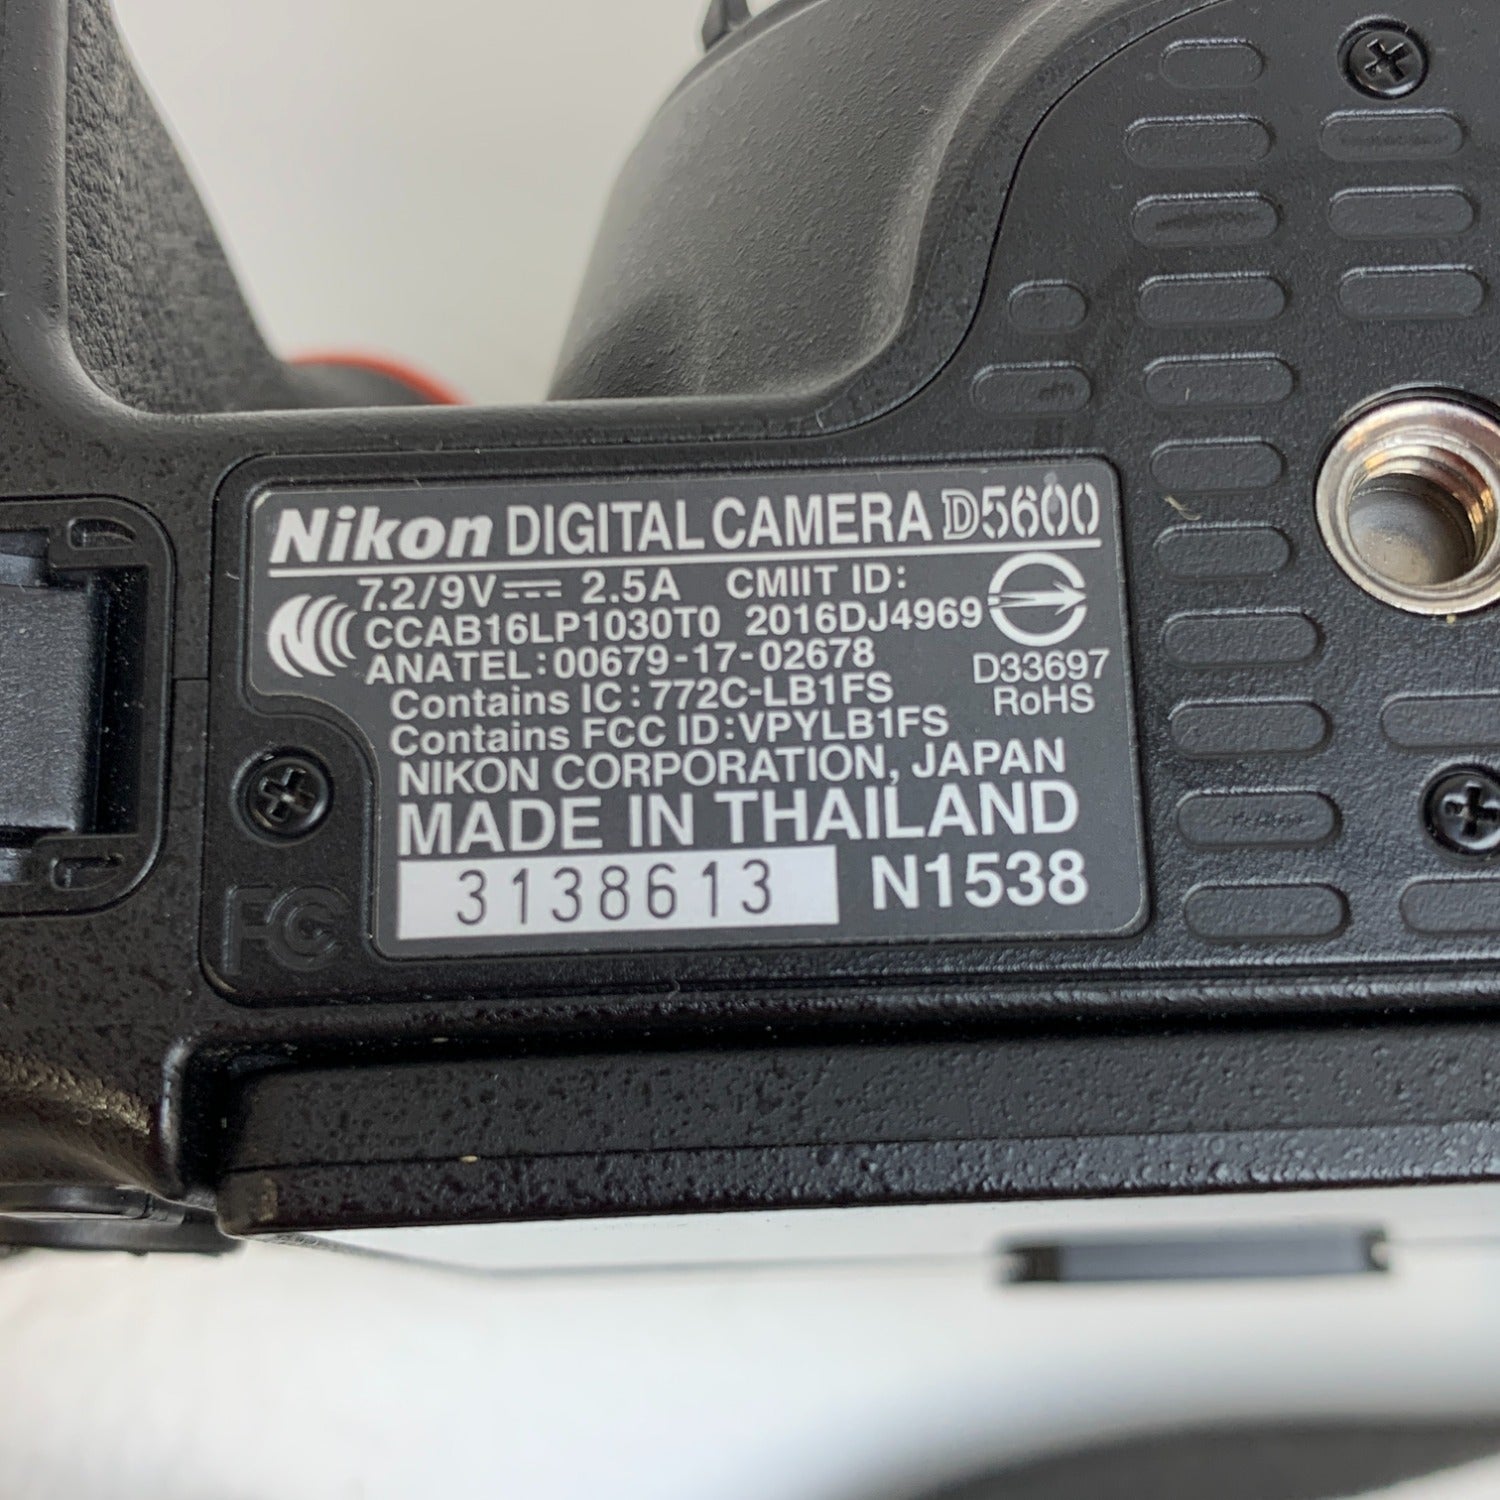 Nikon DIGITAL CAMERA D5600
7.2/9V 2.5A CMIIT ID:
CCAB16LP1030T0 2016DJ4969
ANATEL:00679-17-02678
D33697
RoHS
Contains IC:772C-LB1FS
Contains FCC ID:VPYLB1FS
NIKON CORPORATION, JAPAN
MADE IN THAILAND
3138613 N1538
FC